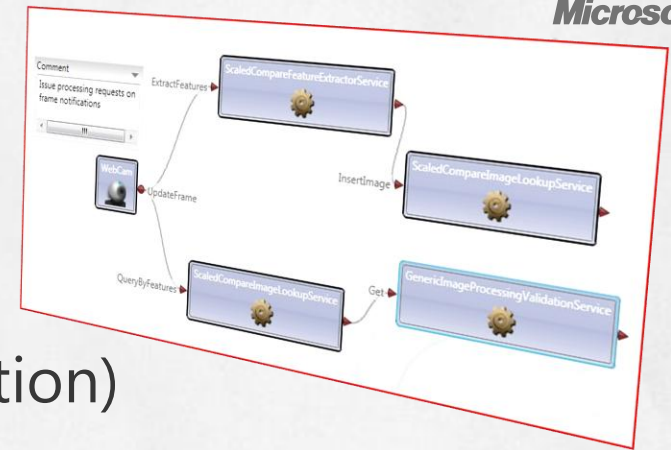 Microso
Comment
Issue processing requests on
frame notifications
ExtractFeatures
ScaledCompareFeatureExtractorService
WebCam
UpdateFrame
InsertImage
ScaledCompareImageLookupService
QueryByFeatures
ScaledCompareImageLookupService
Get
GenericImageProcessingValidationService
tion)